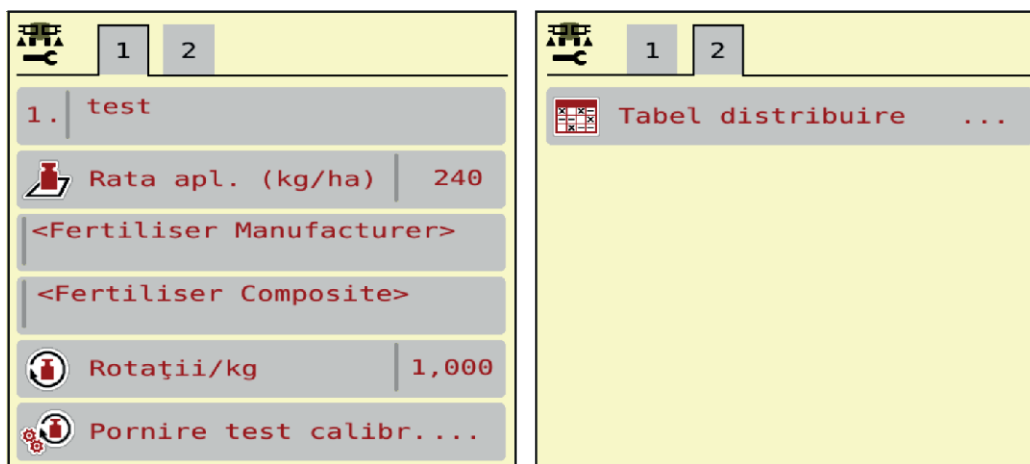 1 2
1. test
Rata apl. (kg/ha) 240
<Fertiliser Manufacturer>
<Fertiliser Composite>
Rotaţii/kg 1,000
Pornire test calibr....
1 2
Tabel distribuire ...